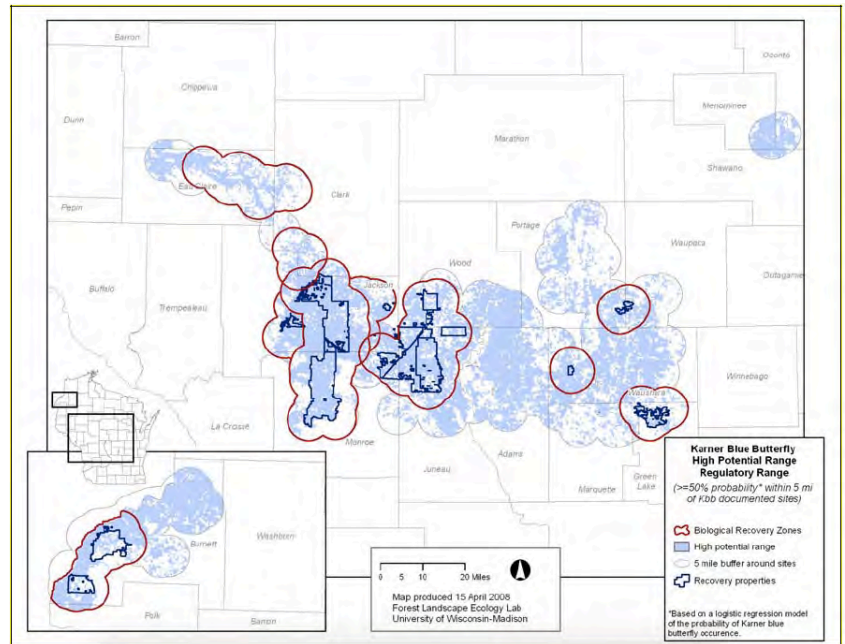 Barron
Oconto
Chippewa
Menominee
Dunn
Marathon
Shawano
Eau Claire
Clark
Pepin
Portage
Waupaca
Wood
Outagamie
Buffalo
Jackson
Trempealeau
Waushara
Winnebago
La Crosse
Monroe
Adams
Juneau
Marquette
Green
Lake
Burnett
Washburn
Polk
Barron
0 5 10 20 Miles
Map produced 15 April 2008
Forest Landscape Ecology Lab
University of Wisconsin-Madison
Karner Blue Butterfly
High Potential Range
Regulatory Range
(>=50% probability* within 5 mi
of Kbb documented sites)
Biological Recovery Zones
High potential range
5 mile buffer around sites
Recovery properties
*Based on a logistic regression model
of the probability of Karner blue
butterfly occurence.